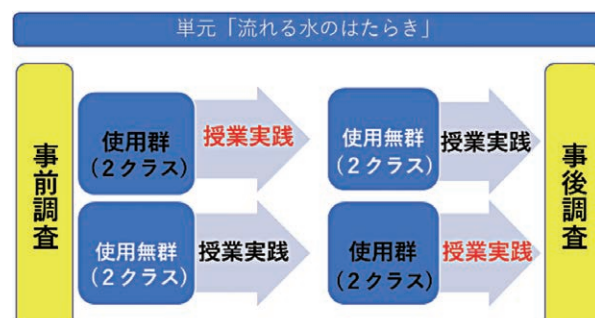 単元「流れる水のはたらき」
事前調査
使用群
(２クラス)
授業実践
使用無群
(２クラス)
授業実践
使用無群
(２クラス)
授業実践
使用群
(２クラス)
授業実践
事後調査